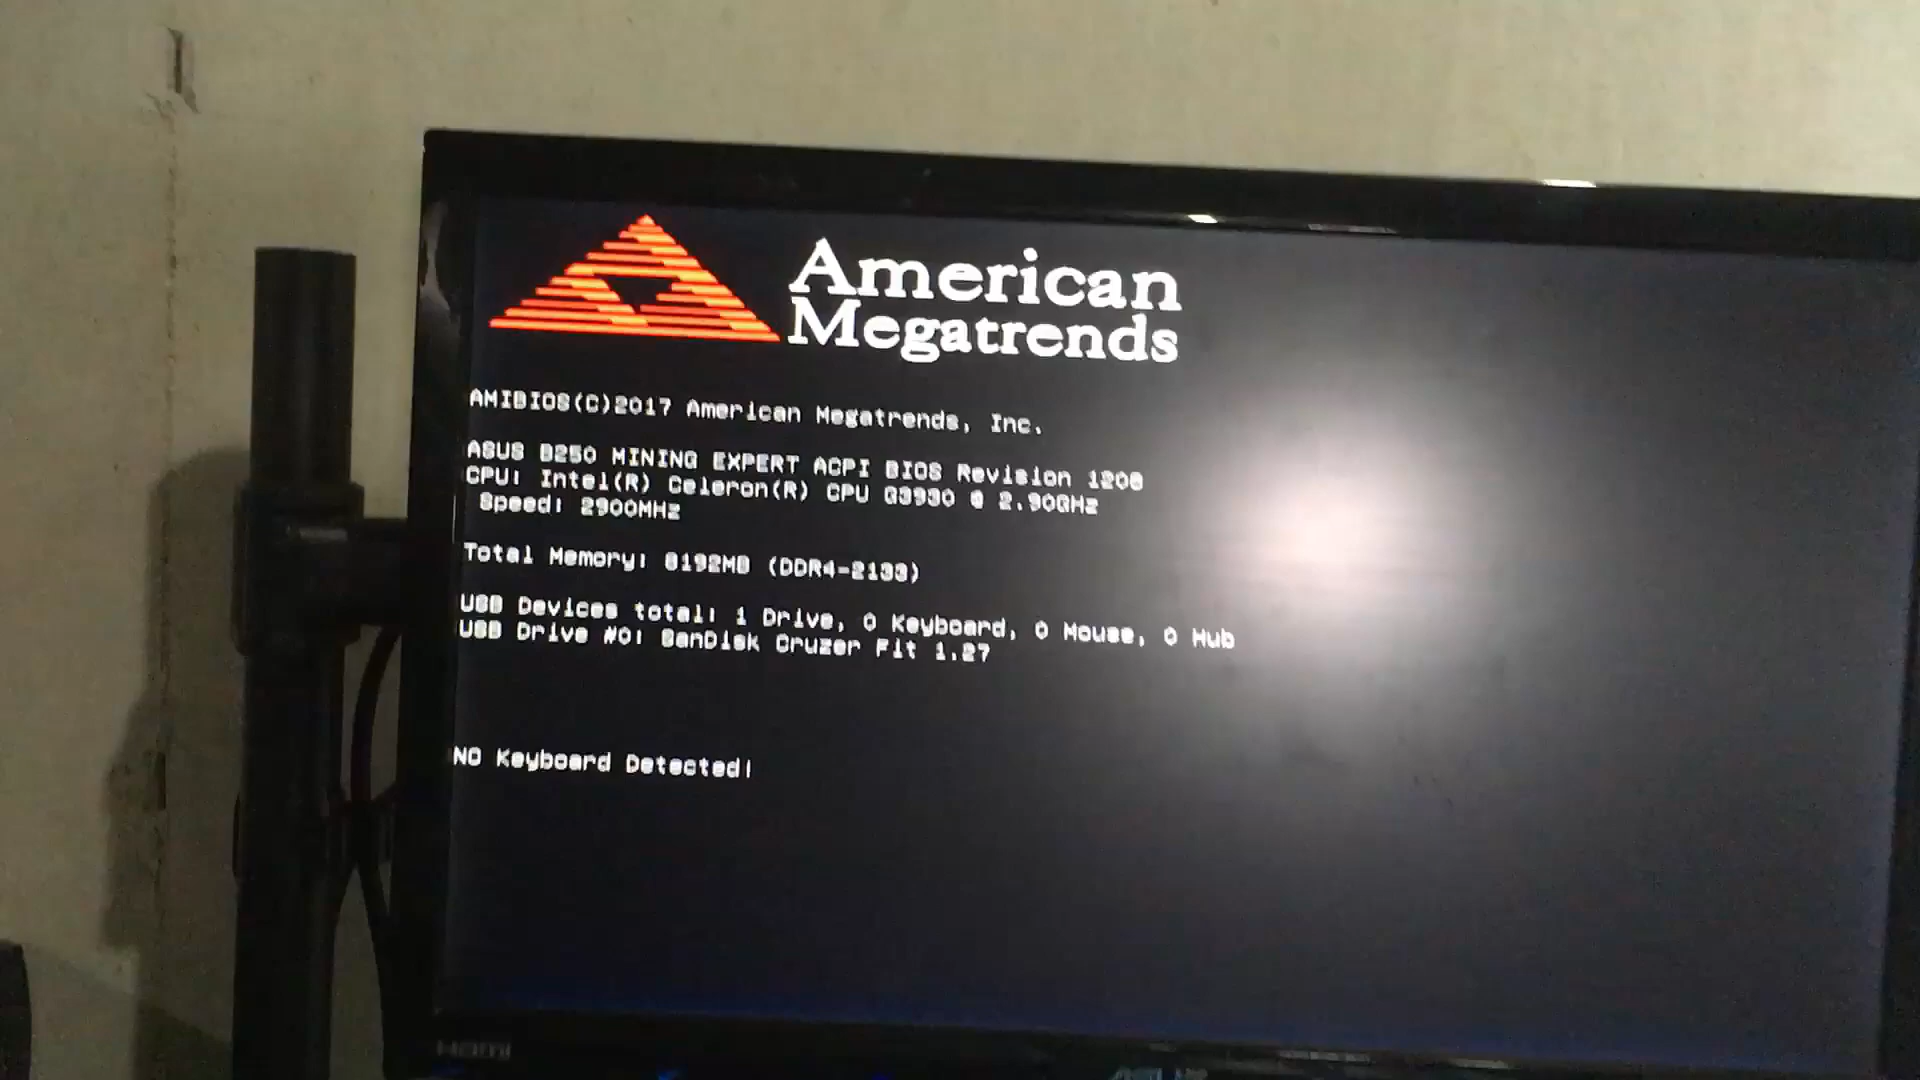 American
Megatrends
AMIBIOS(C)2017 American Megatrends, Inc.
ASUS B250 MINING EXPERT ACPI BIOS Revision 1208
CPU: Intel(R) Celeron(R) CPU G3930 @ 2.90GHz
Speed: 2900MHz
Total Memory: 8192MB (DDR4-2133)
USB Devices total: 1 Drive, 0 Keyboard, 0 Mouse, 0 Hub
USB Drive #0: SanDisk Cruzer Fit 1.27
NO Keyboard Detected!
HDMI